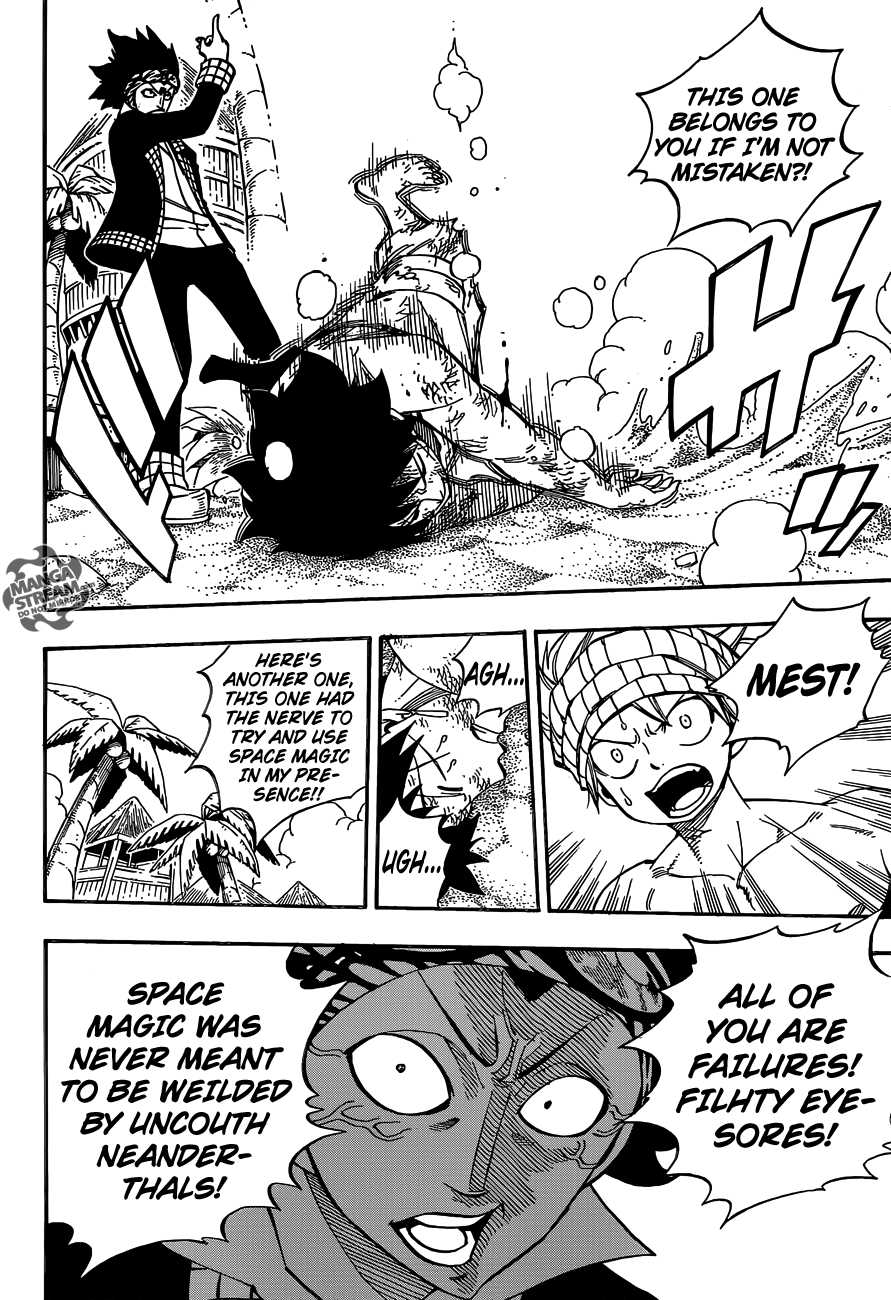 THIS ONE
BELONGS TO
YOU IF I'M NOT
MISTAKEN?!
MANGA
STREAM
MEST!
AGH...
UGH...
HERE'S
ANOTHER ONE,
THIS ONE HAD
THE NERVE TO
TRY AND USE
SPACE MAGIC
IN MY PRE-
SENCE!!
ALL OF
YOU ARE
FAILURES!
FILHTY EYE-
SORES!
SPACE
MAGIC WAS
NEVER MEANT
TO BE WEILDED
BY UNCOUTH
NEANDER-
THALS!